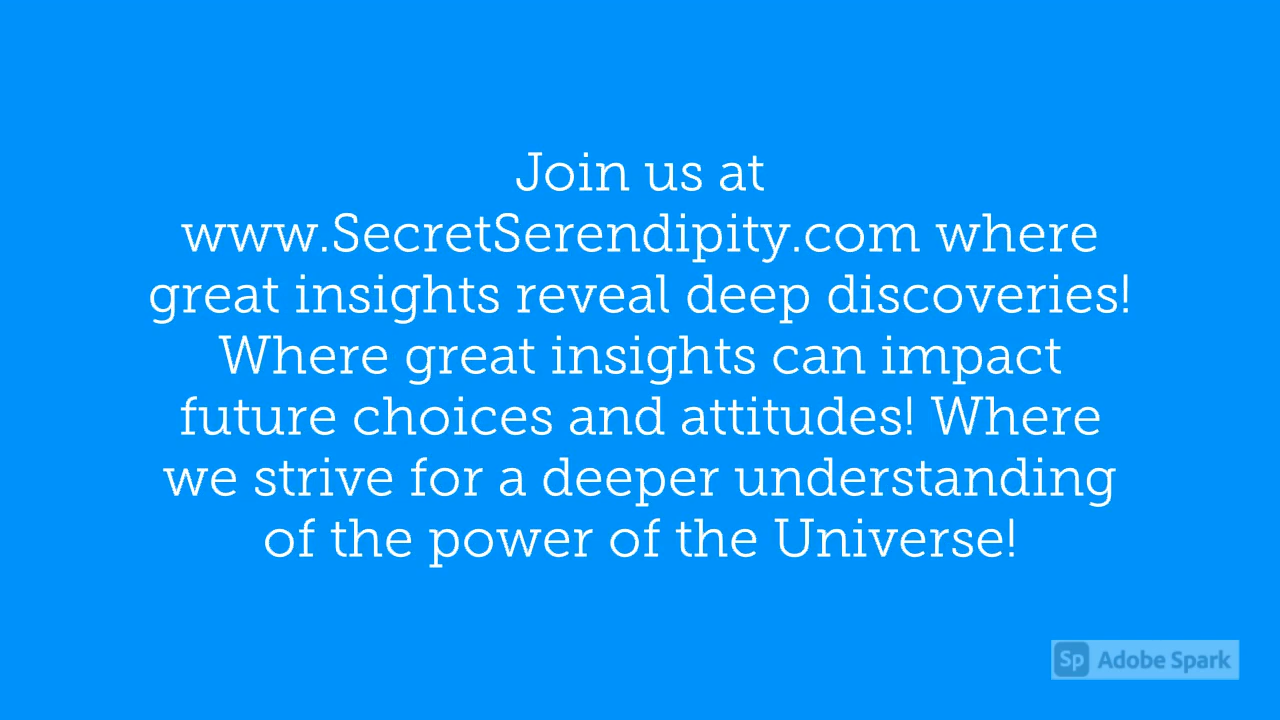 Join us at
www.SecretSerendipity.com where
great insights reveal deep discoveries!
Where great insights can impact
future choices and attitudes! Where
we strive for a deeper understanding
of the power of the Universe!
Sp Adobe Spark